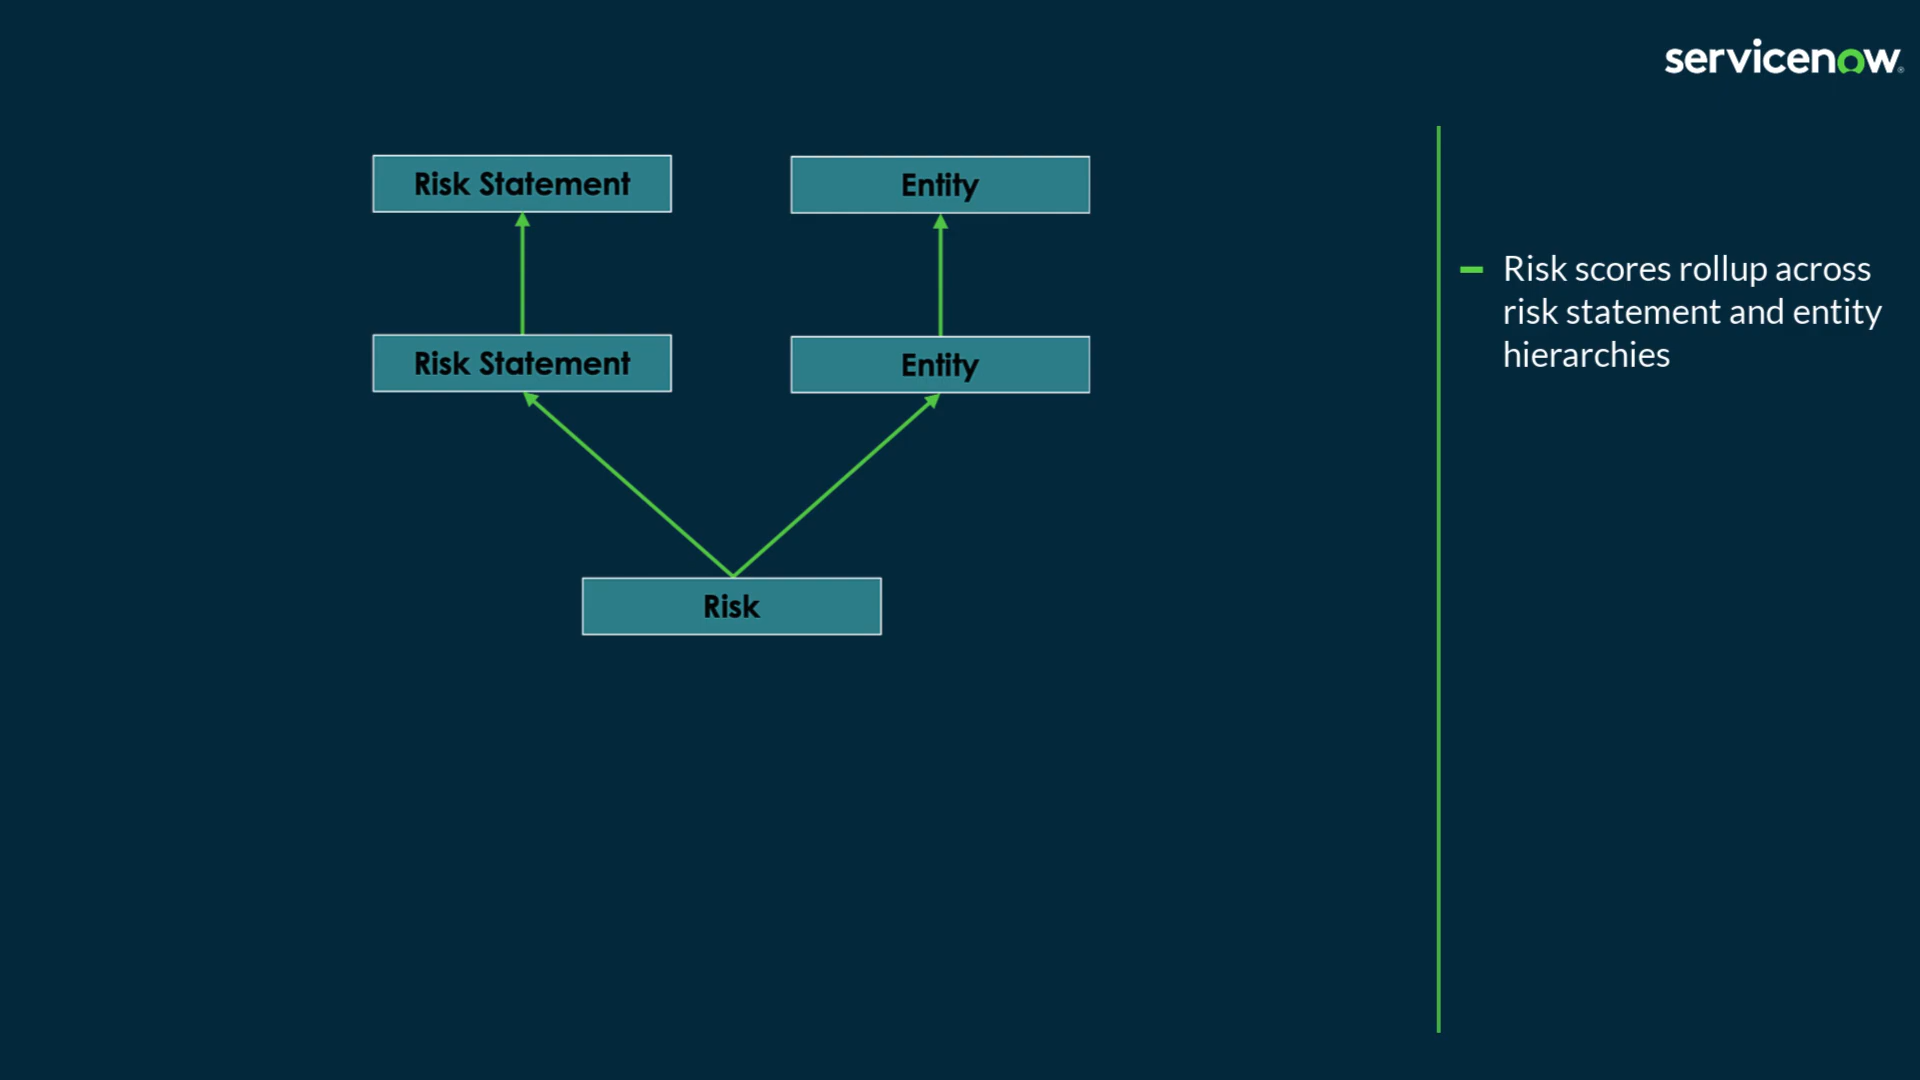 servicenow
Risk Statement
Entity
Risk Statement
Entity
Risk
Risk scores rollup across
risk statement and entity
hierarchies